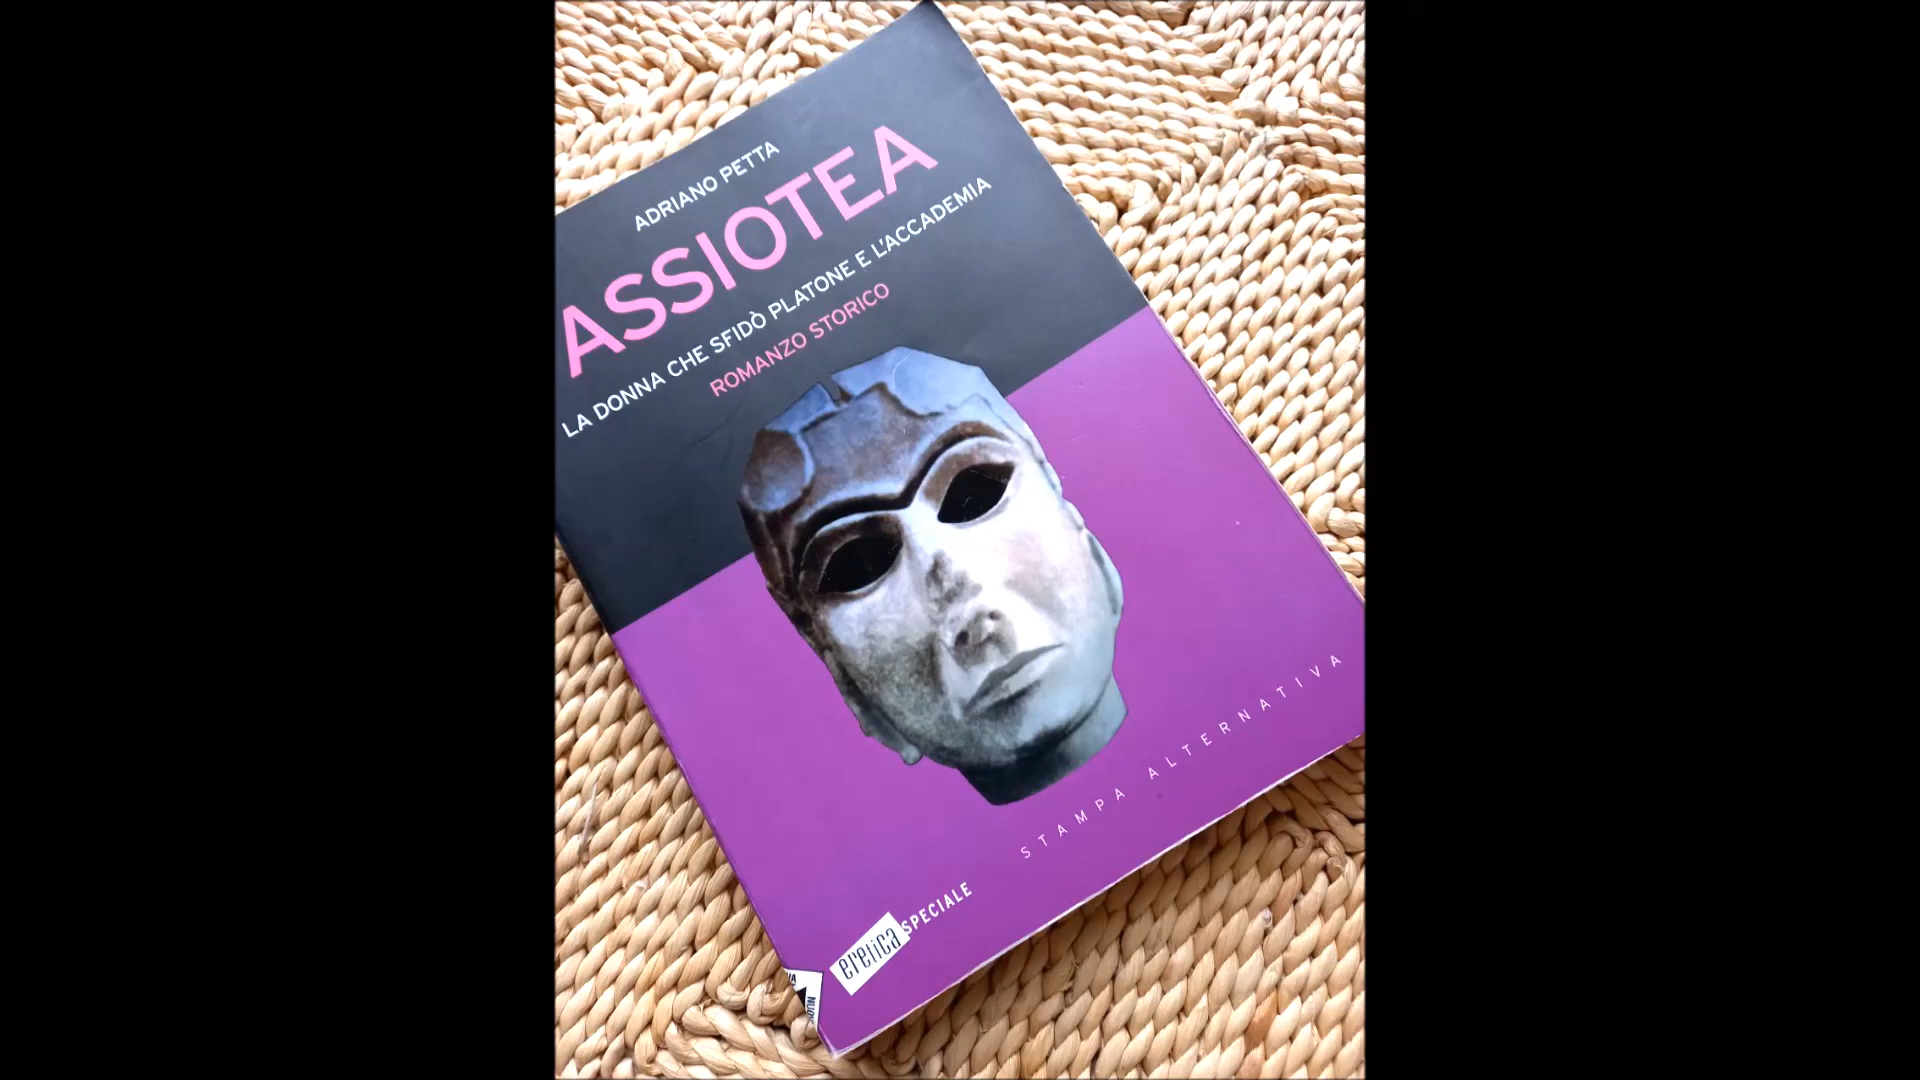 ADRIANO PETTA
ASSIOTEA
LA DONNA CHE SFIDÒ PLATONE E L'ACCADEMIA
ROMANZO STORICO
STAMPA ALTERNATIVA
eretica SPECIALE